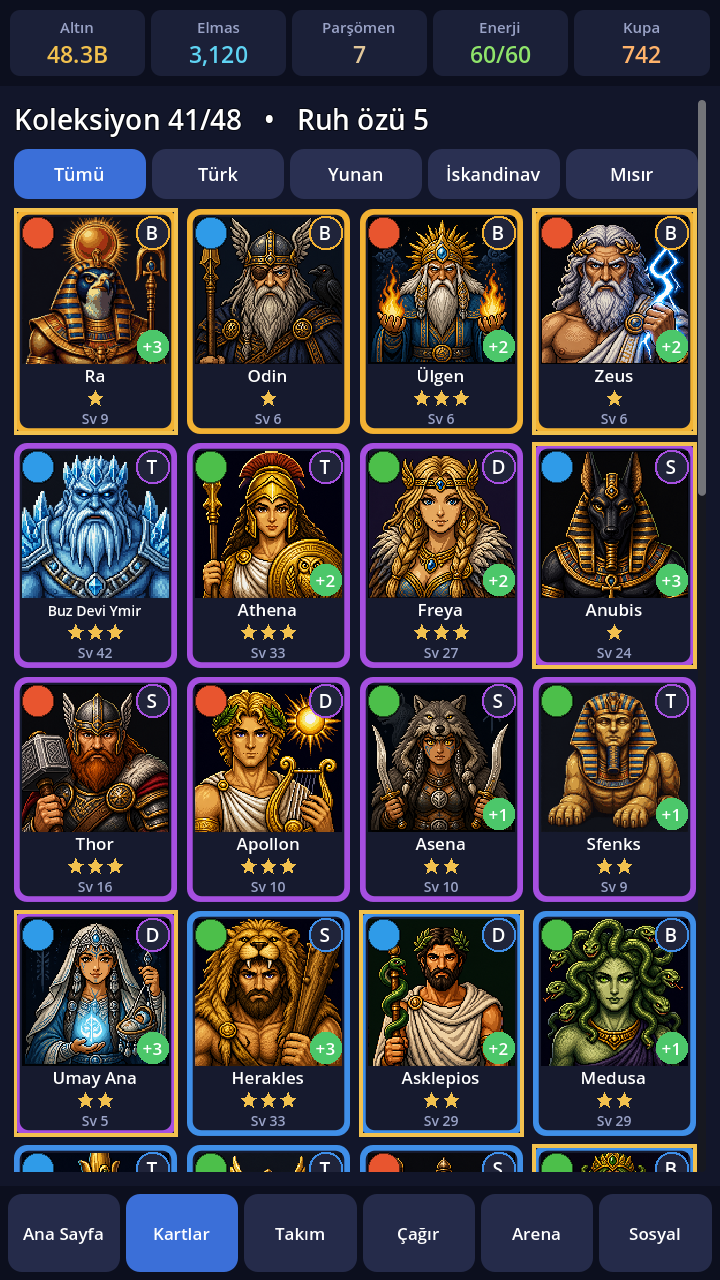 Altın Elmas Parşömen Enerji Kupa
48.3B 3,120 7 60/60 742
Koleksiyon 41/48 • Ruh özü 5
Tümü Türk Yunan İskandinav Mısır
B B B B
+3 +2 +2
Ra Odin Ülgen Zeus
Sv 9 Sv 6 Sv 6 Sv 6
T T D S
+2 +2 +3
Buz Devi Ymir Athena Freya Anubis
Sv 42 Sv 33 Sv 27 Sv 24
S D S T
+1 +1
Thor Apollon Asena Sfenks
Sv 16 Sv 10 Sv 10 Sv 9
D S D B
+3 +3 +2 +1
Umay Ana Herakles Asklepios Medusa
Sv 5 Sv 33 Sv 29 Sv 29
T T S B
Ana Sayfa Kartlar Takım Çağır Arena Sosyal